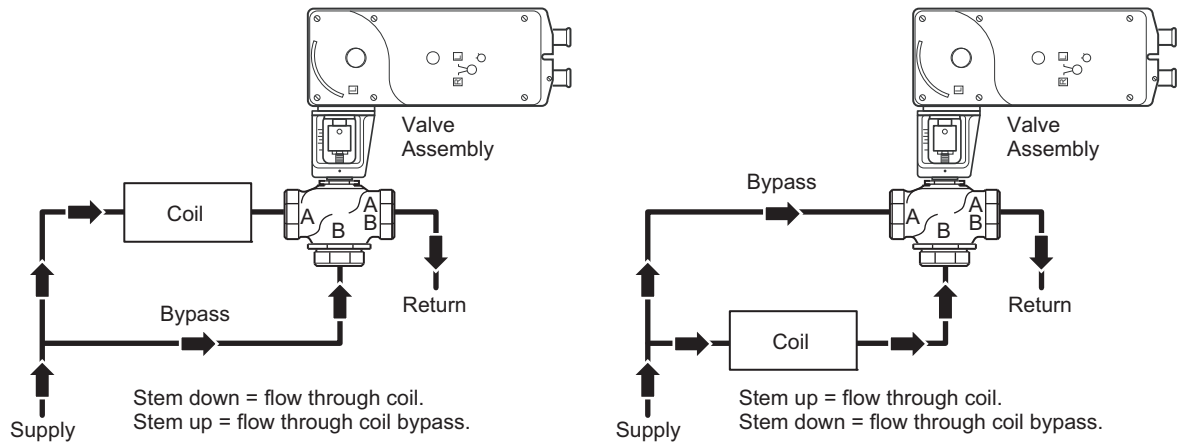 L
L
R
Valve
Assembly
Coil
A
B
A
B
Bypass
Return
Supply
Stem down = flow through coil.
Stem up = flow through coil bypass.
L
L
R
Valve
Assembly
Bypass
A
B
A
B
Coil
Return
Supply
Stem up = flow through coil.
Stem down = flow through coil bypass.